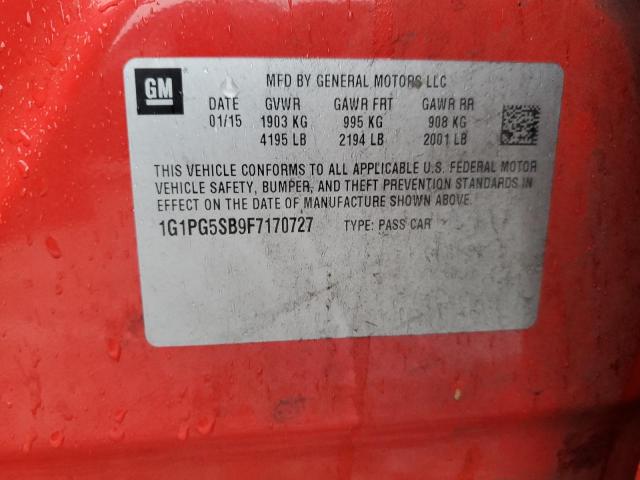 GM
MFD BY GENERAL MOTORS LLC
DATE GVWR GAWR FRT GAWR RR
01/15 1903 KG 995 KG 908 KG
4195 LB 2194 LB 2001 LB
THIS VEHICLE CONFORMS TO ALL APPLICABLE U.S. FEDERAL MOTOR
VEHICLE SAFETY, BUMPER, AND THEFT PREVENTION STANDARDS IN
EFFECT ON THE DATE OF MANUFACTURE SHOWN ABOVE.
1G1PG5SB9F7170727 TYPE: PASS CAR